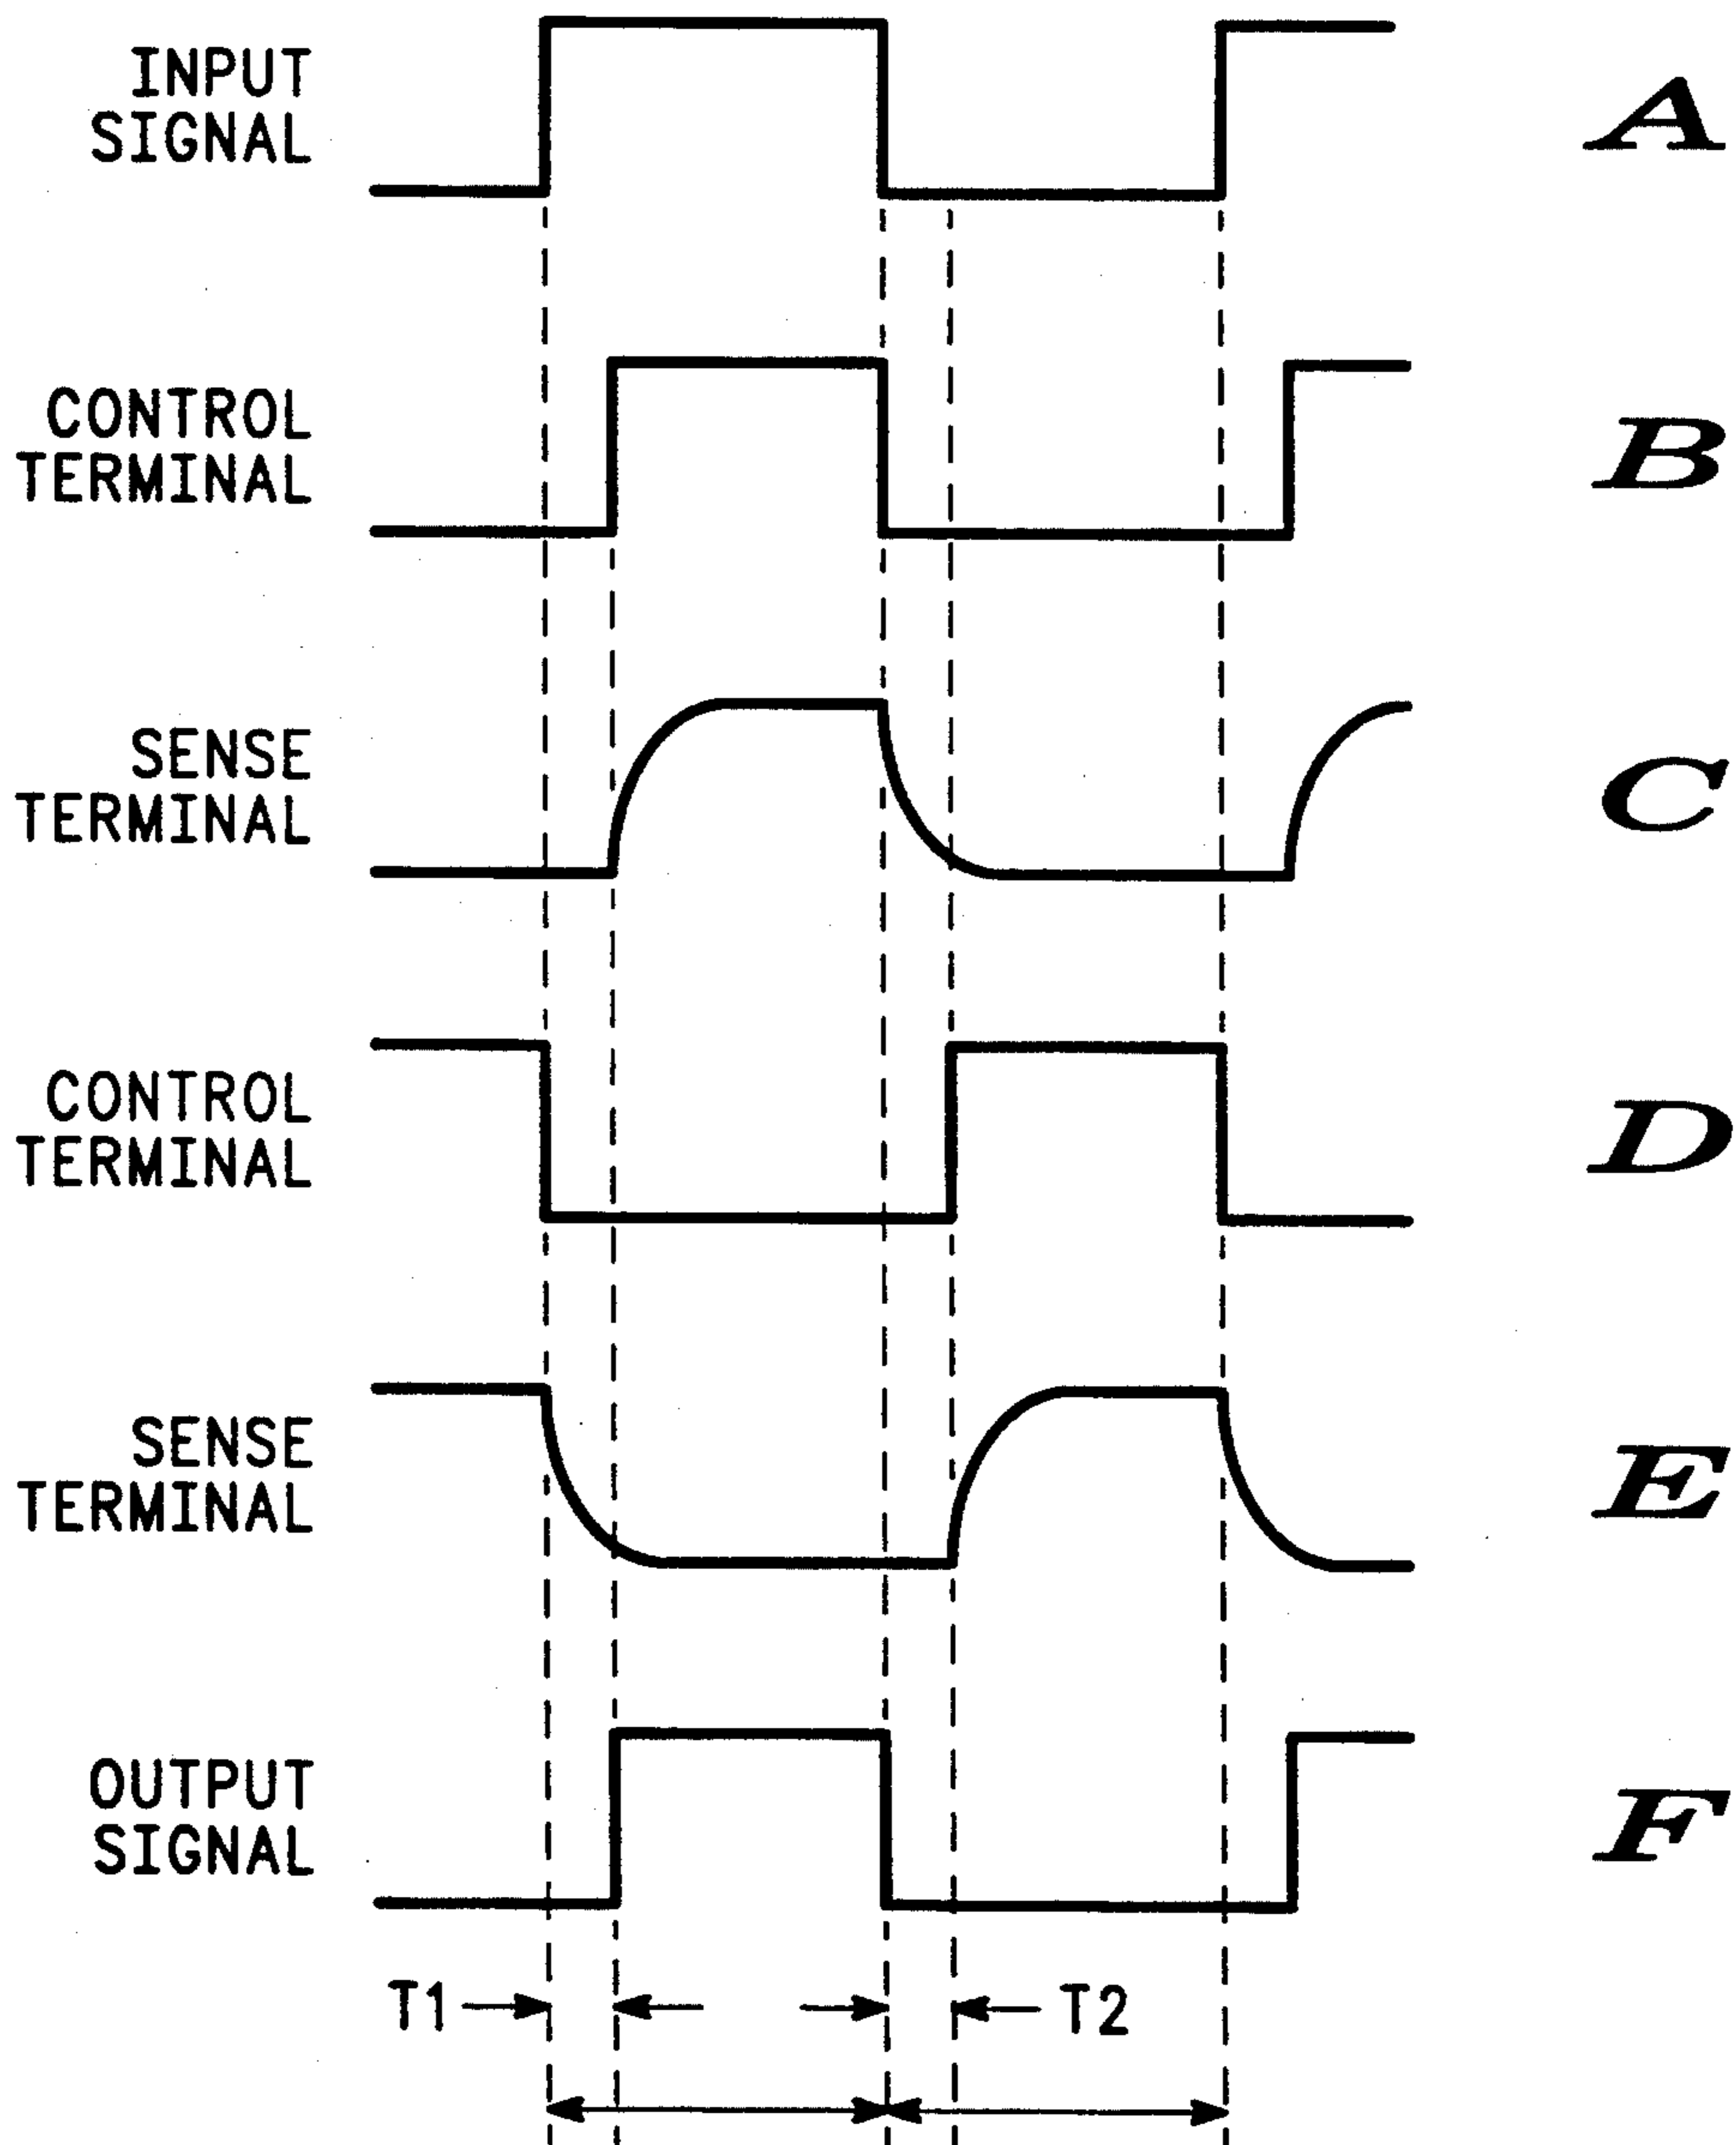 INPUT
SIGNAL
A
CONTROL
TERMINAL
B
SENSE
TERMINAL
C
CONTROL
TERMINAL
D
SENSE
TERMINAL
E
OUTPUT
SIGNAL
F
T1
T2